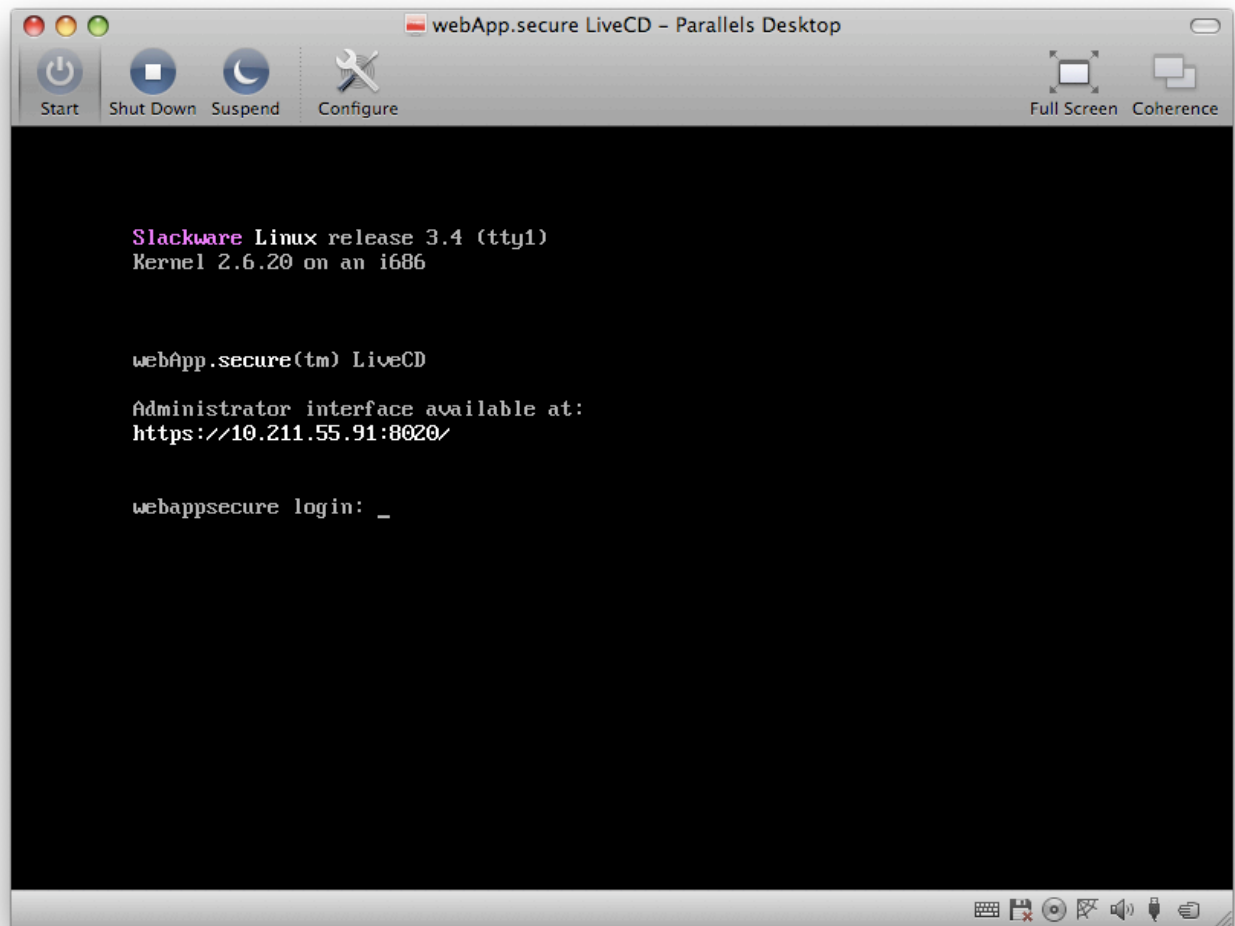 webApp.secure LiveCD – Parallels Desktop
Start Shut Down Suspend Configure Full Screen Coherence
Slackware Linux release 3.4 (tty1)
Kernel 2.6.20 on an i686
webApp.secure(tm) LiveCD
Administrator interface available at:
https://10.211.55.91:8020/
webappsecure login: _